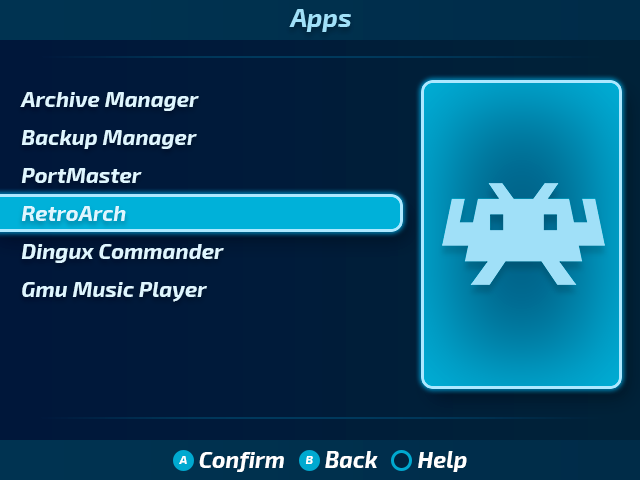 Apps
Archive Manager
Backup Manager
PortMaster
RetroArch
Dingux Commander
Gmu Music Player
A Confirm B Back Help